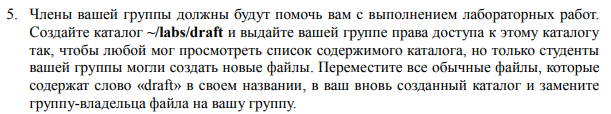 5. Члены вашей группы должны будут помочь вам с выполнением лабораторных работ.
Создайте каталог ~/labs/draft и выдайте вашей группе права доступа к этому каталогу
так, чтобы любой мог просмотреть список содержимого каталога, но только студенты
вашей группы могли создать новые файлы. Переместите все обычные файлы, которые
содержат слово «draft» в своем названии, в ваш вновь созданный каталог и замените
группу-владельца файла на вашу группу.